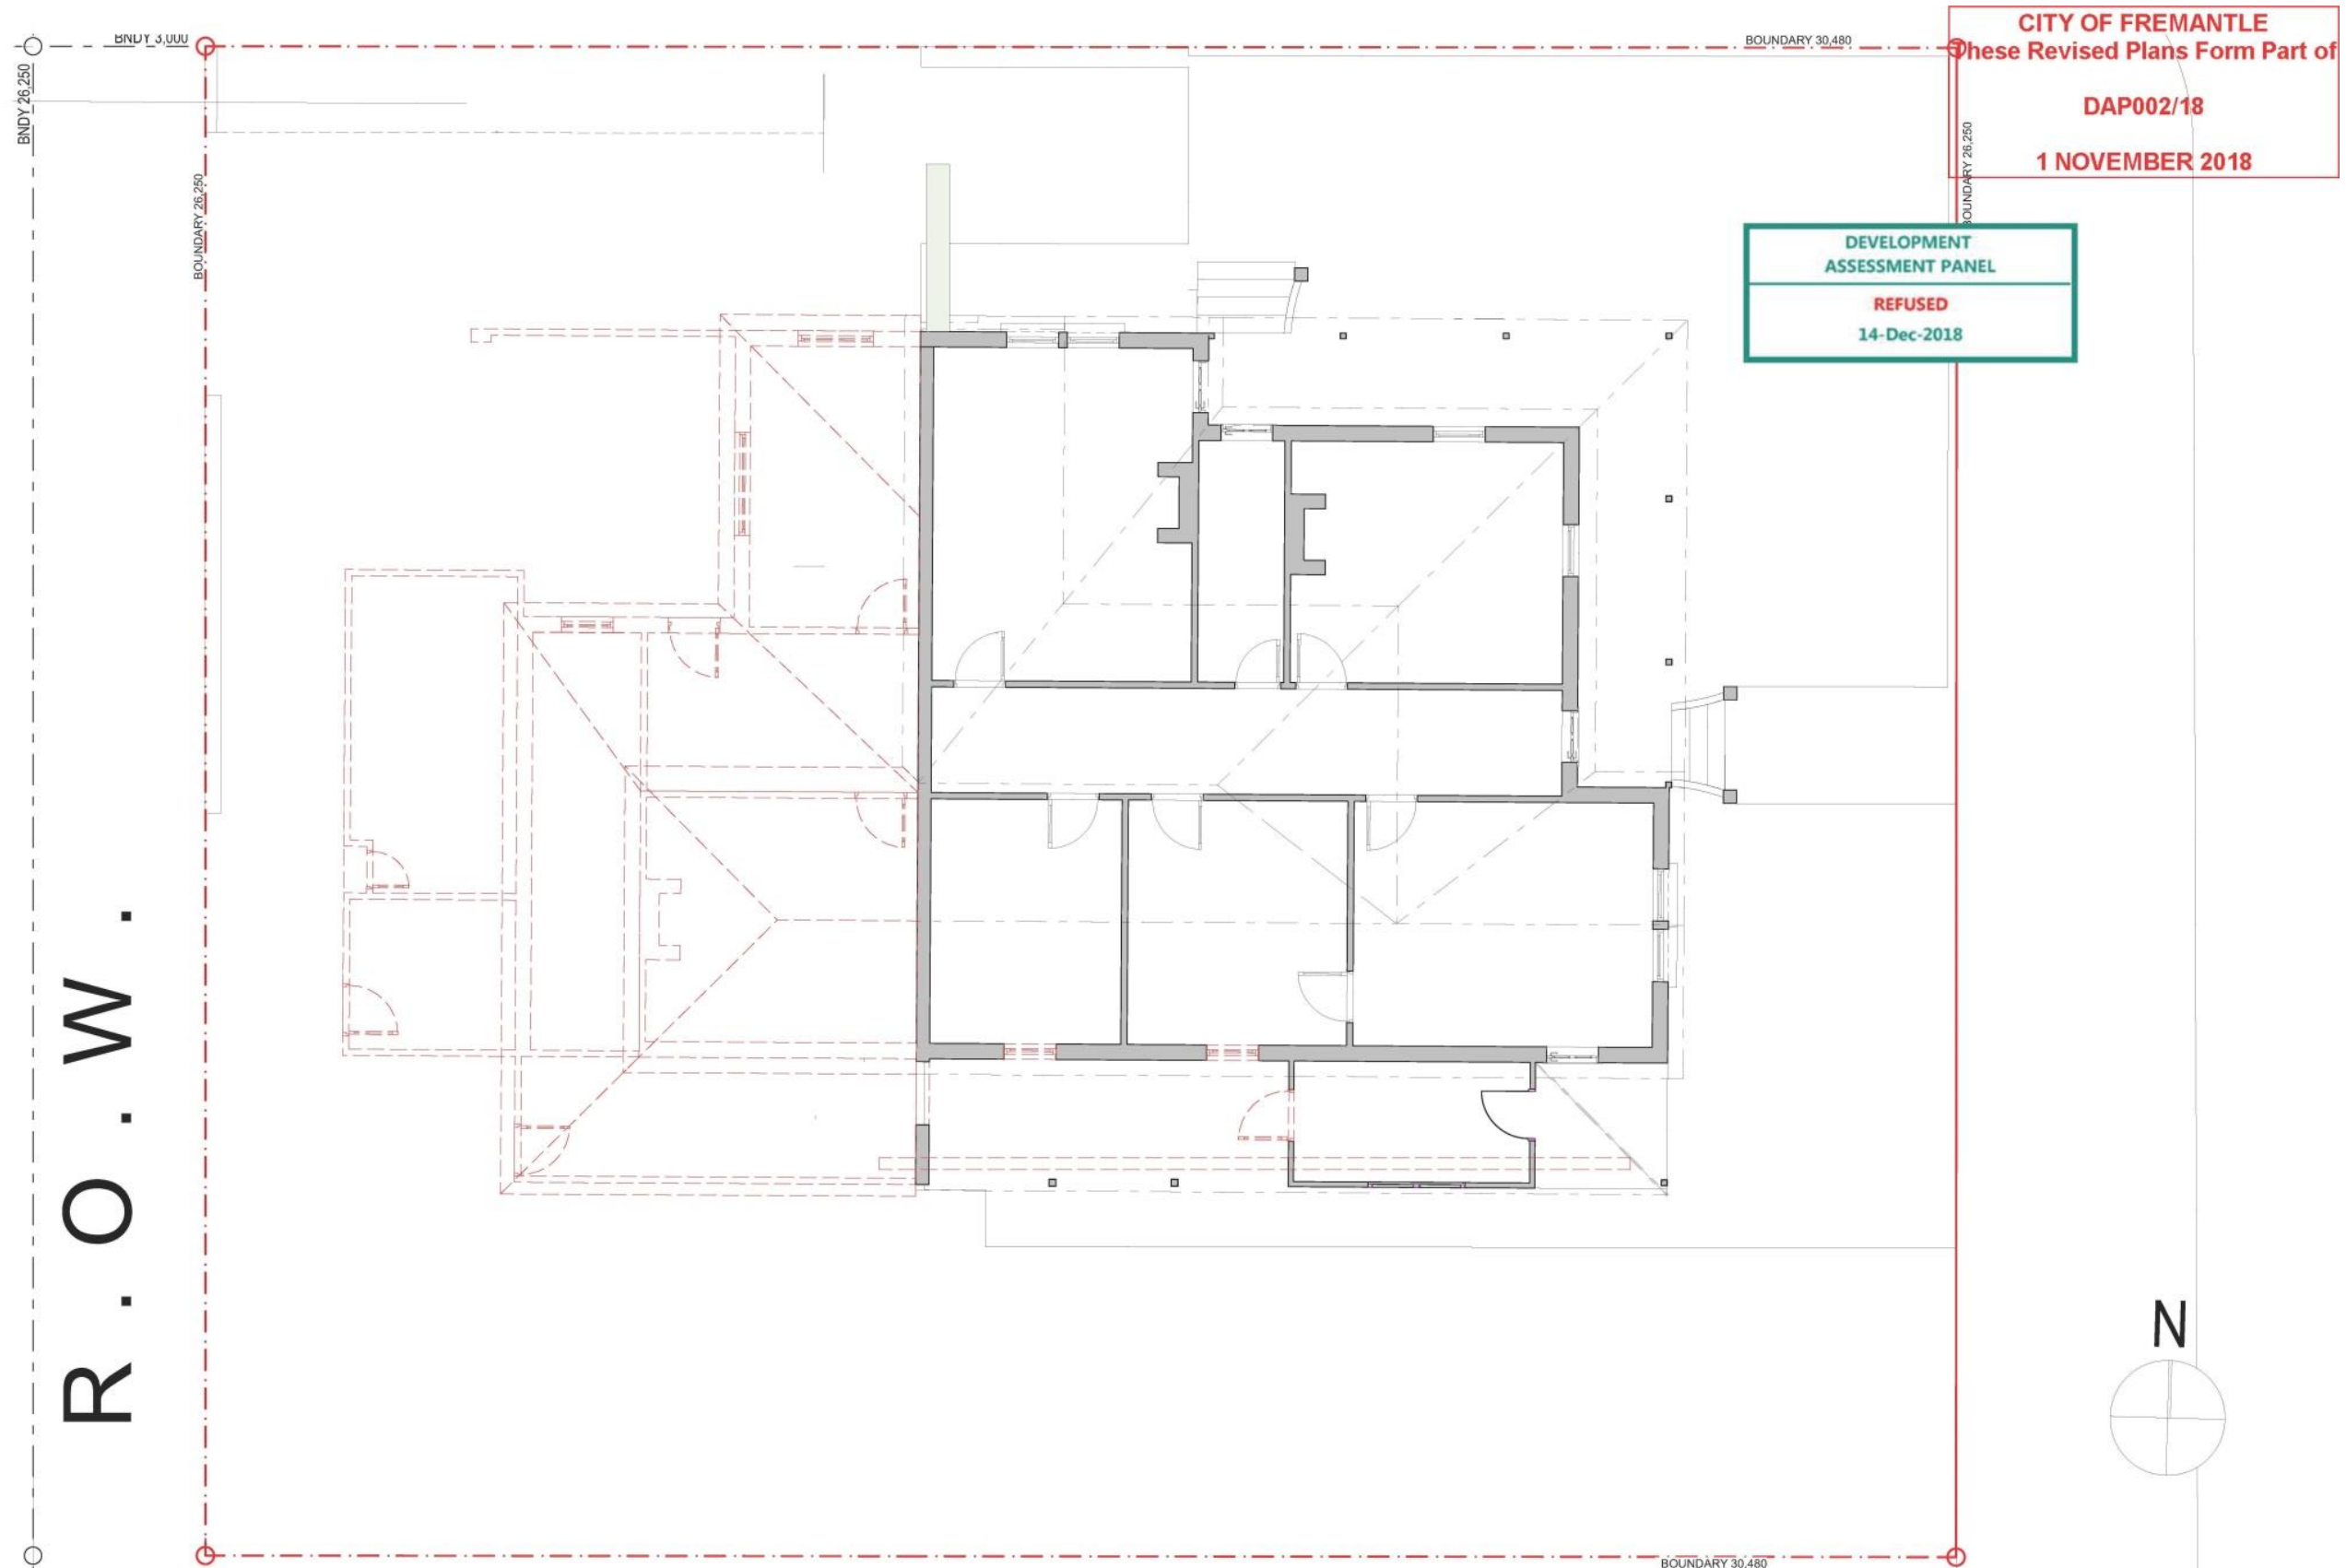 BNDY 3,000
BOUNDARY 30,480
CITY OF FREMANTLE
These Revised Plans Form Part of
DAP002/18
1 NOVEMBER 2018
BNDY 26,250
BOUNDARY 26,250
BOUNDARY 26,250
DEVELOPMENT
ASSESSMENT PANEL
REFUSED
14-Dec-2018
R.O.W.
N
BOUNDARY 30,480